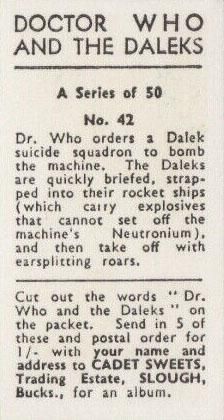 DOCTOR WHO
AND THE DALEKS
A Series of 50
No. 42
Dr. Who orders a Dalek
suicide squadron to bomb
the machine. The Daleks
are quickly briefed, strap-
ped into their rocket ships
(which carry explosives
that cannot set off the
machine's Neutronium),
and then take off with
earsplitting roars.
Cut out the words "Dr.
Who and the Daleks" on
the packet. Send in 5 of
these and postal order for
1/- with your name and
address to CADET SWEETS,
Trading Estate, SLOUGH,
Bucks., for an album.